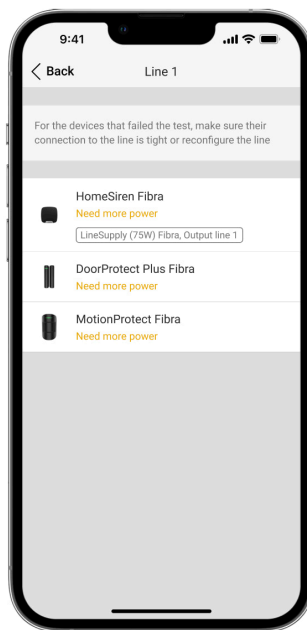 9:41
Back
Line 1
For the devices that failed the test, make sure their
connection to the line is tight or reconfigure the line
HomeSiren Fibra
Need more power
LineSupply (75W) Fibra, Output line 1
DoorProtect Plus Fibra
Need more power
MotionProtect Fibra
Need more power